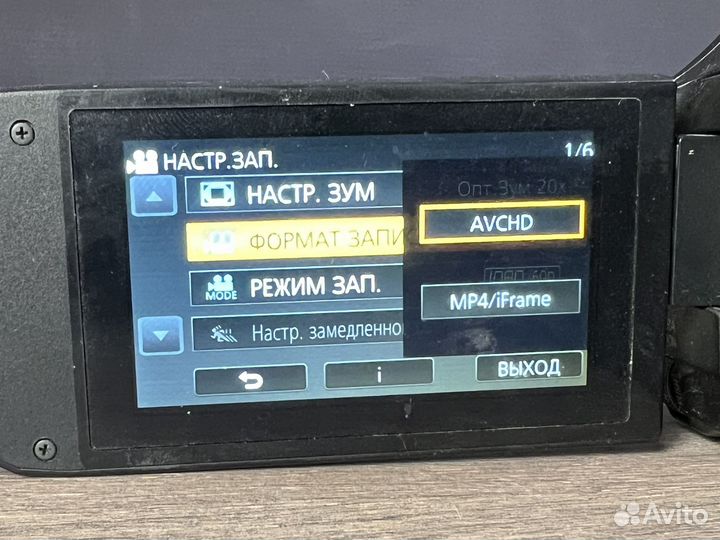 НАСТР.ЗАП.
1/6
НАСТР. ЗУМ
Опт.Зум 20x
ФОРМАТ ЗАПИС
AVCHD
MODE
РЕЖИМ ЗАП.
MP4/iFrame
Настр. замедленно
i
ВЫХОД
Avito